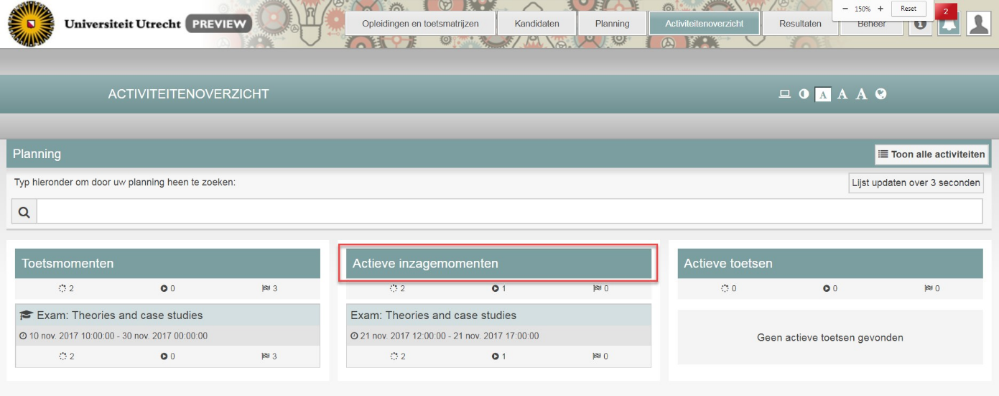 Universiteit Utrecht PREVIEW
Opleidingen en toetsmatrijzen
Kandidaten
Planning
Activiteitenoverzicht
Resultaten
Beheer
− 150% + Reset
2
ACTIVITEITENOVERZICHT
A A A
Planning
Toon alle activiteiten
Typ hieronder om door uw planning heen te zoeken:
Lijst updaten over 3 seconden
Toetsmomenten
2 0 3
Exam: Theories and case studies
10 nov. 2017 10:00:00 - 30 nov. 2017 00:00:00
2 0 3
Actieve inzagemomenten
2 1 0
Exam: Theories and case studies
21 nov. 2017 12:00:00 - 21 nov. 2017 17:00:00
2 1 0
Actieve toetsen
0 0 0
Geen actieve toetsen gevonden